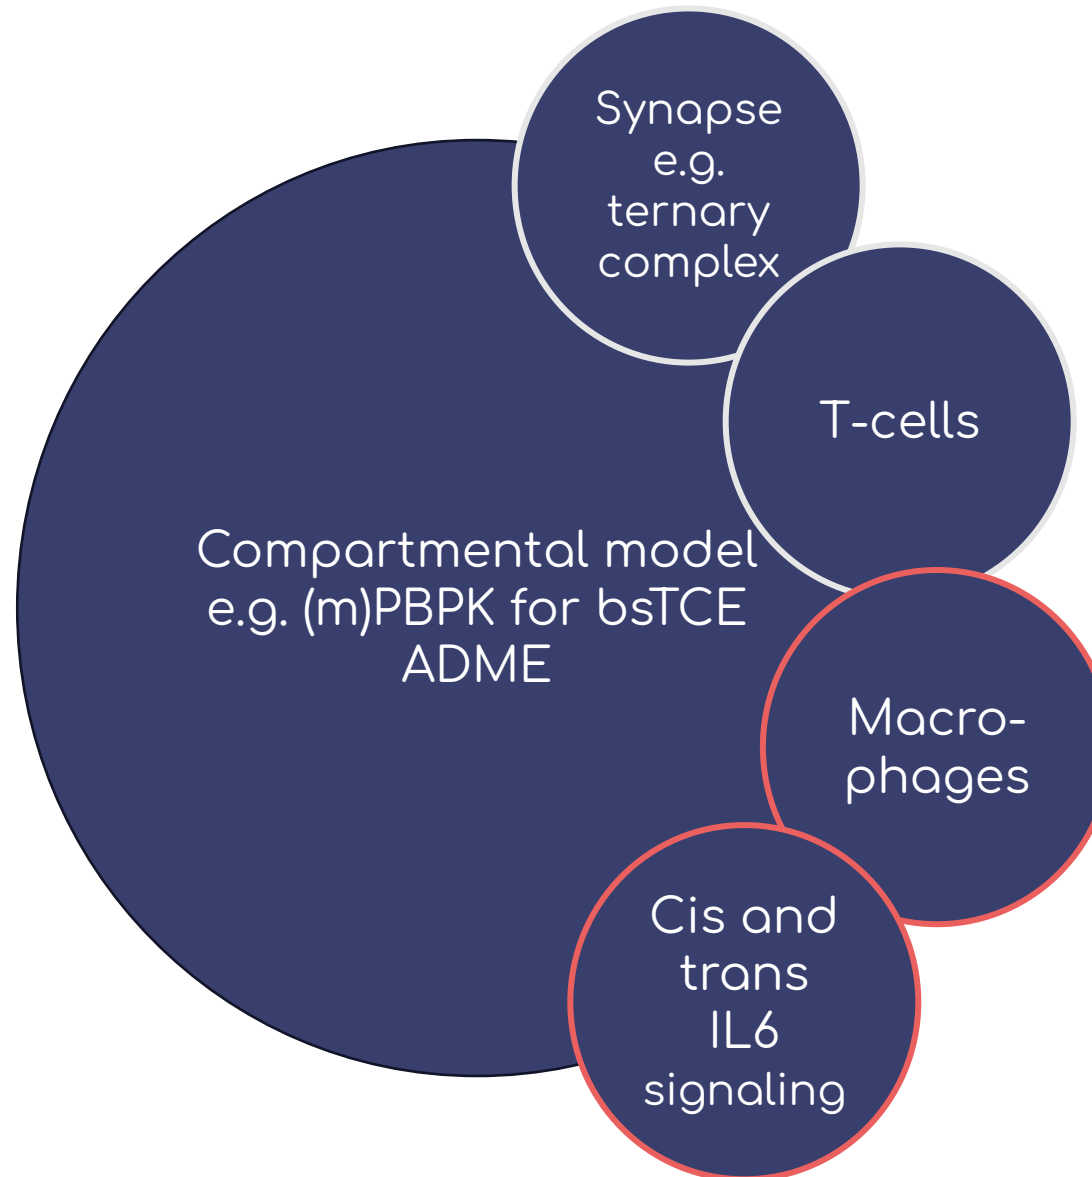 Synapse
e.g.
ternary
complex
T-cells
Compartmental model
e.g. (m)PBPK for bsTCE
ADME
Macro-
phages
Cis and
trans
IL6
signaling